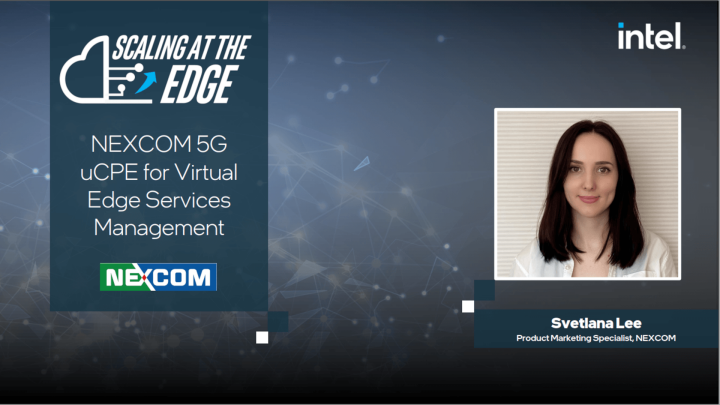 SCALING AT THE
EDGE
NEXCOM 5G
uCPE for Virtual
Edge Services
Management
NEXCOM
intel.
Svetlana Lee
Product Marketing Specialist, NEXCOM